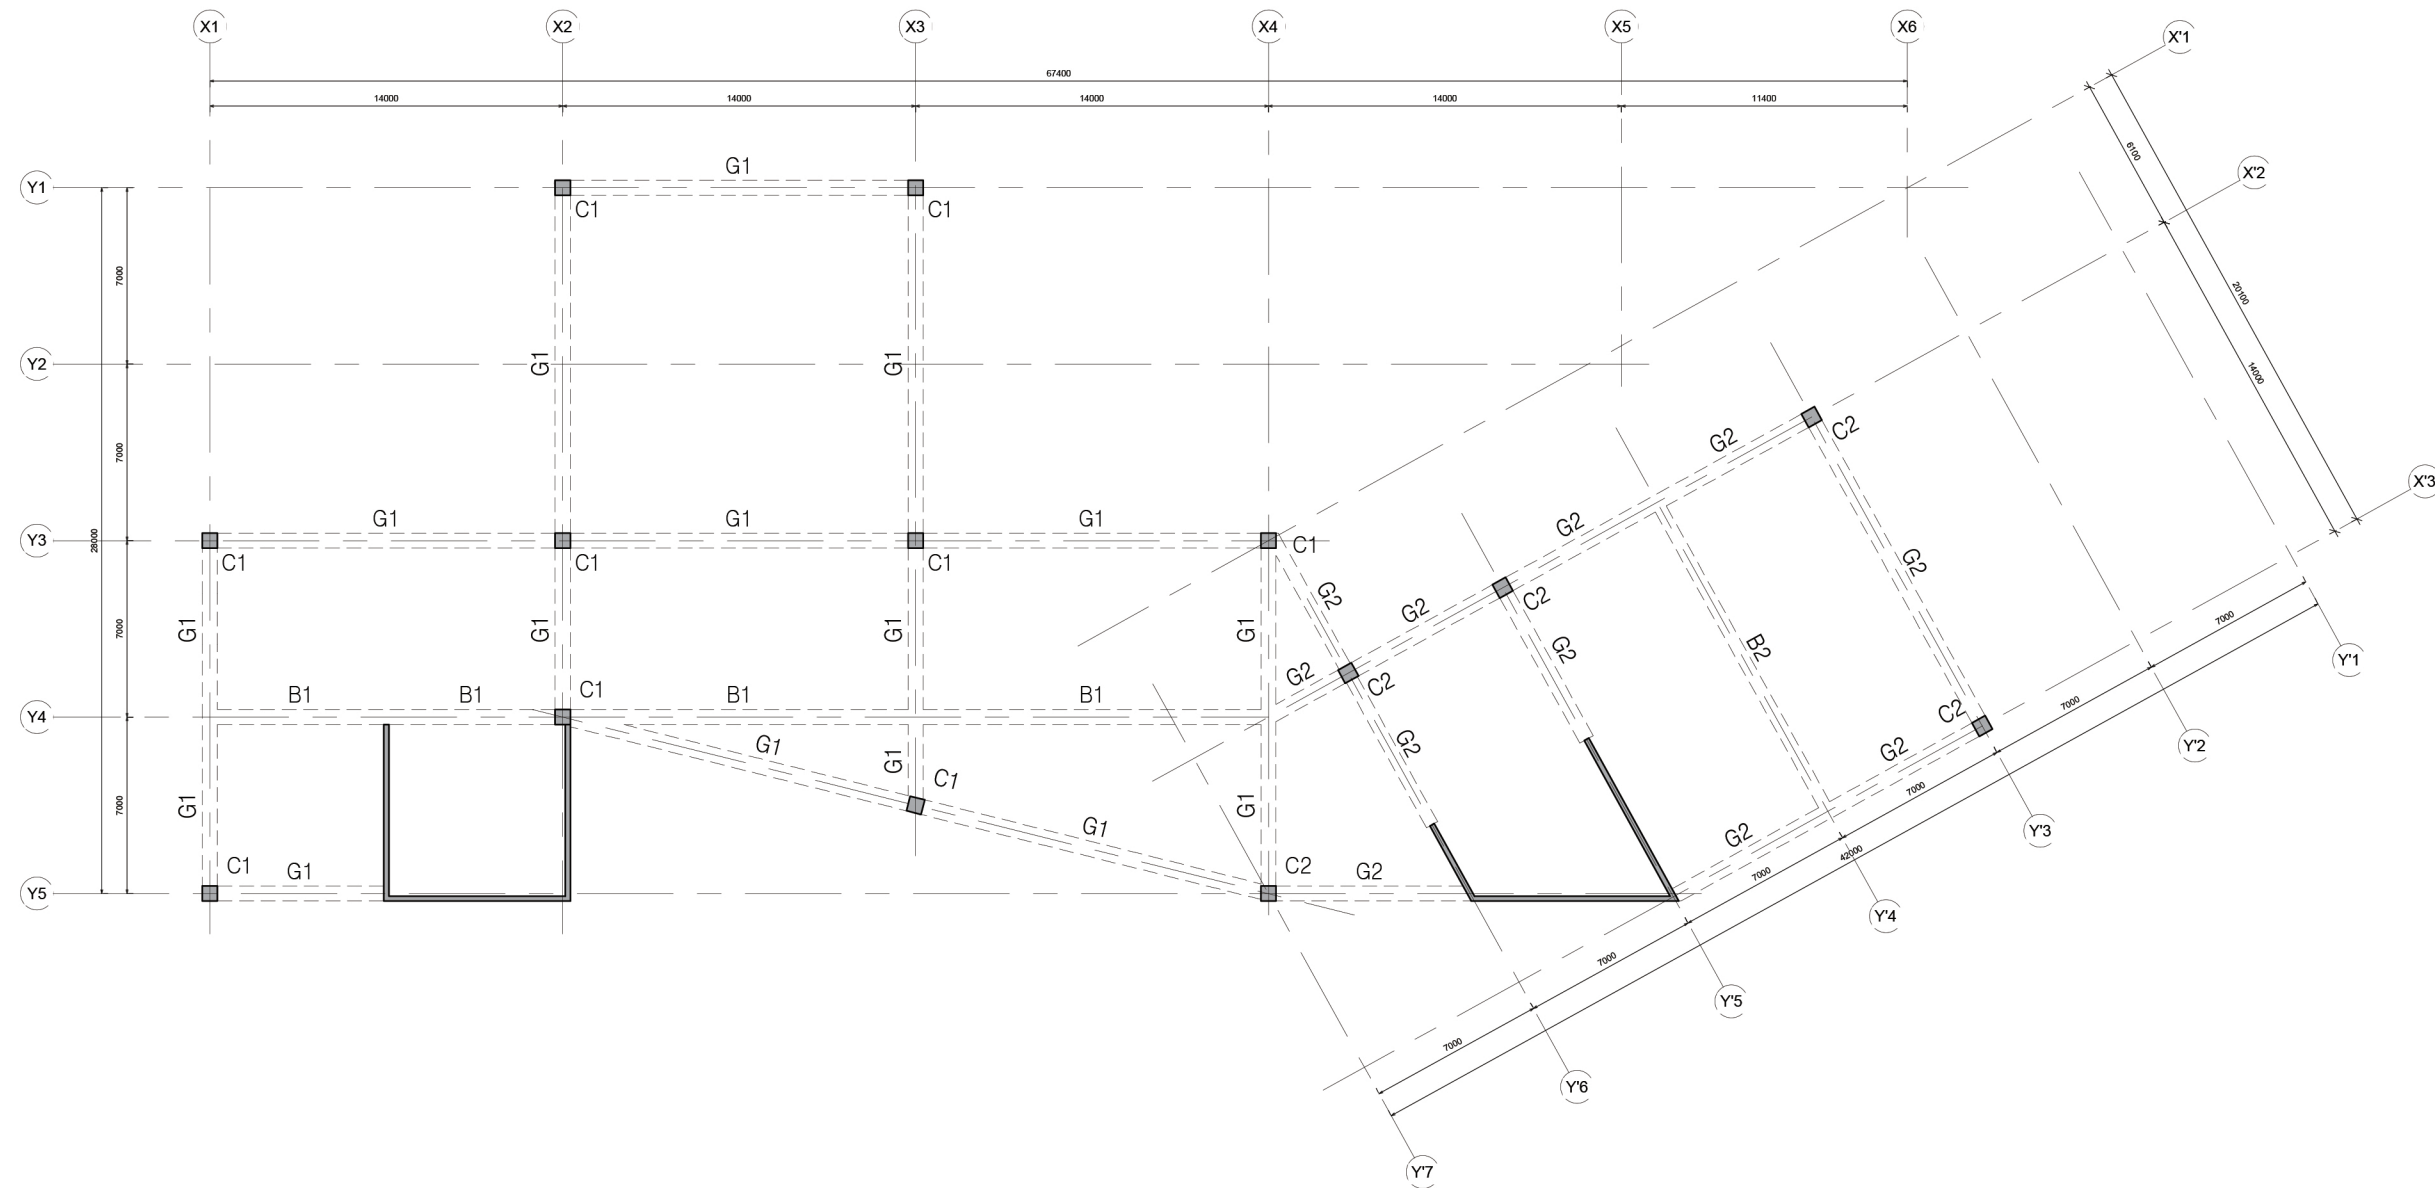 X1 X2 X3 X4 X5 X6 X'1
67400
14000 14000 14000 14000 11400
6100
X'2
G1
Y1
C1 C1
7000
20100
Y2 G1 G1
14000
G2 C2
7000
X'3
G1 G1 G1
G2
Y3
28000
C1 C1 C1 C1
G2
G2 C2
G2
G1 G1 G1 G1
7000
G2
B2
7000
Y'1
G2 C2
B1 B1 C1 B1 B1
7000
C2
Y4
G1 G2
G2
Y'2
G1
C1
7000
G1 G1
7000
G1
G2
Y'3
42000
C1 G1 C2 G2
7000
Y5
Y'4
7000
Y'5
7000
Y'6
Y'7